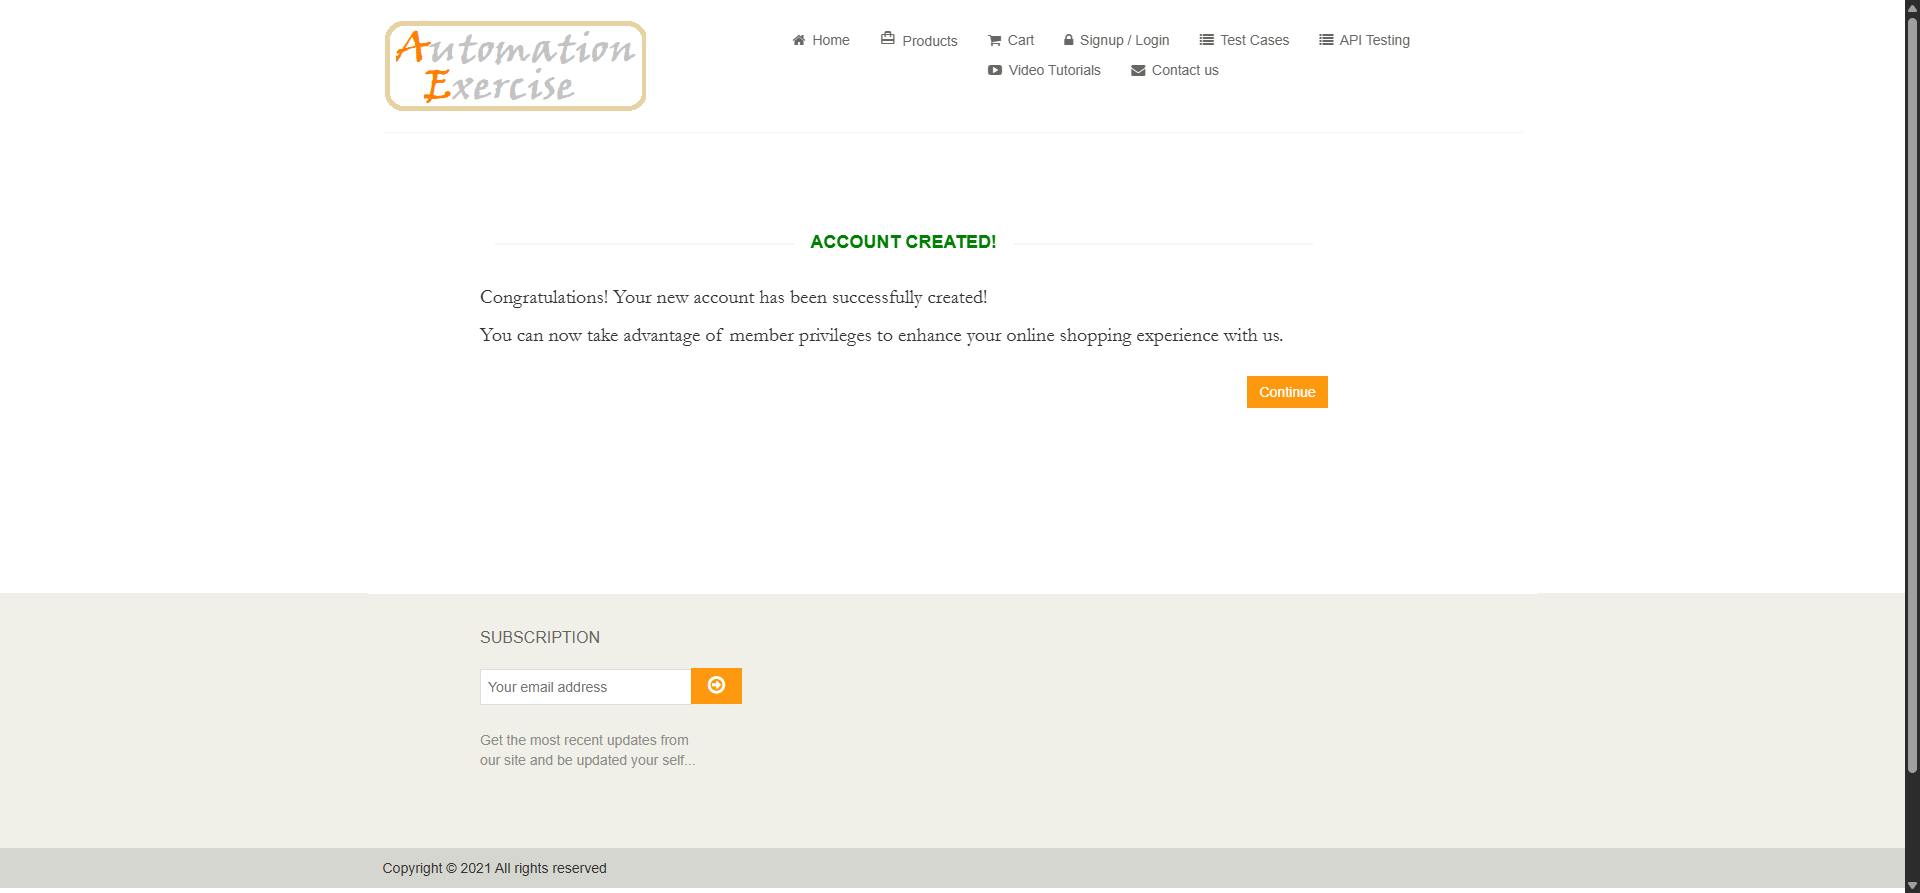 Automation
Exercise
Home
Products
Cart
Signup / Login
Test Cases
API Testing
Video Tutorials
Contact us
ACCOUNT CREATED!
Congratulations! Your new account has been successfully created!
You can now take advantage of member privileges to enhance your online shopping experience with us.
Continue
SUBSCRIPTION
Your email address
Get the most recent updates from
our site and be updated your self...
Copyright © 2021 All rights reserved